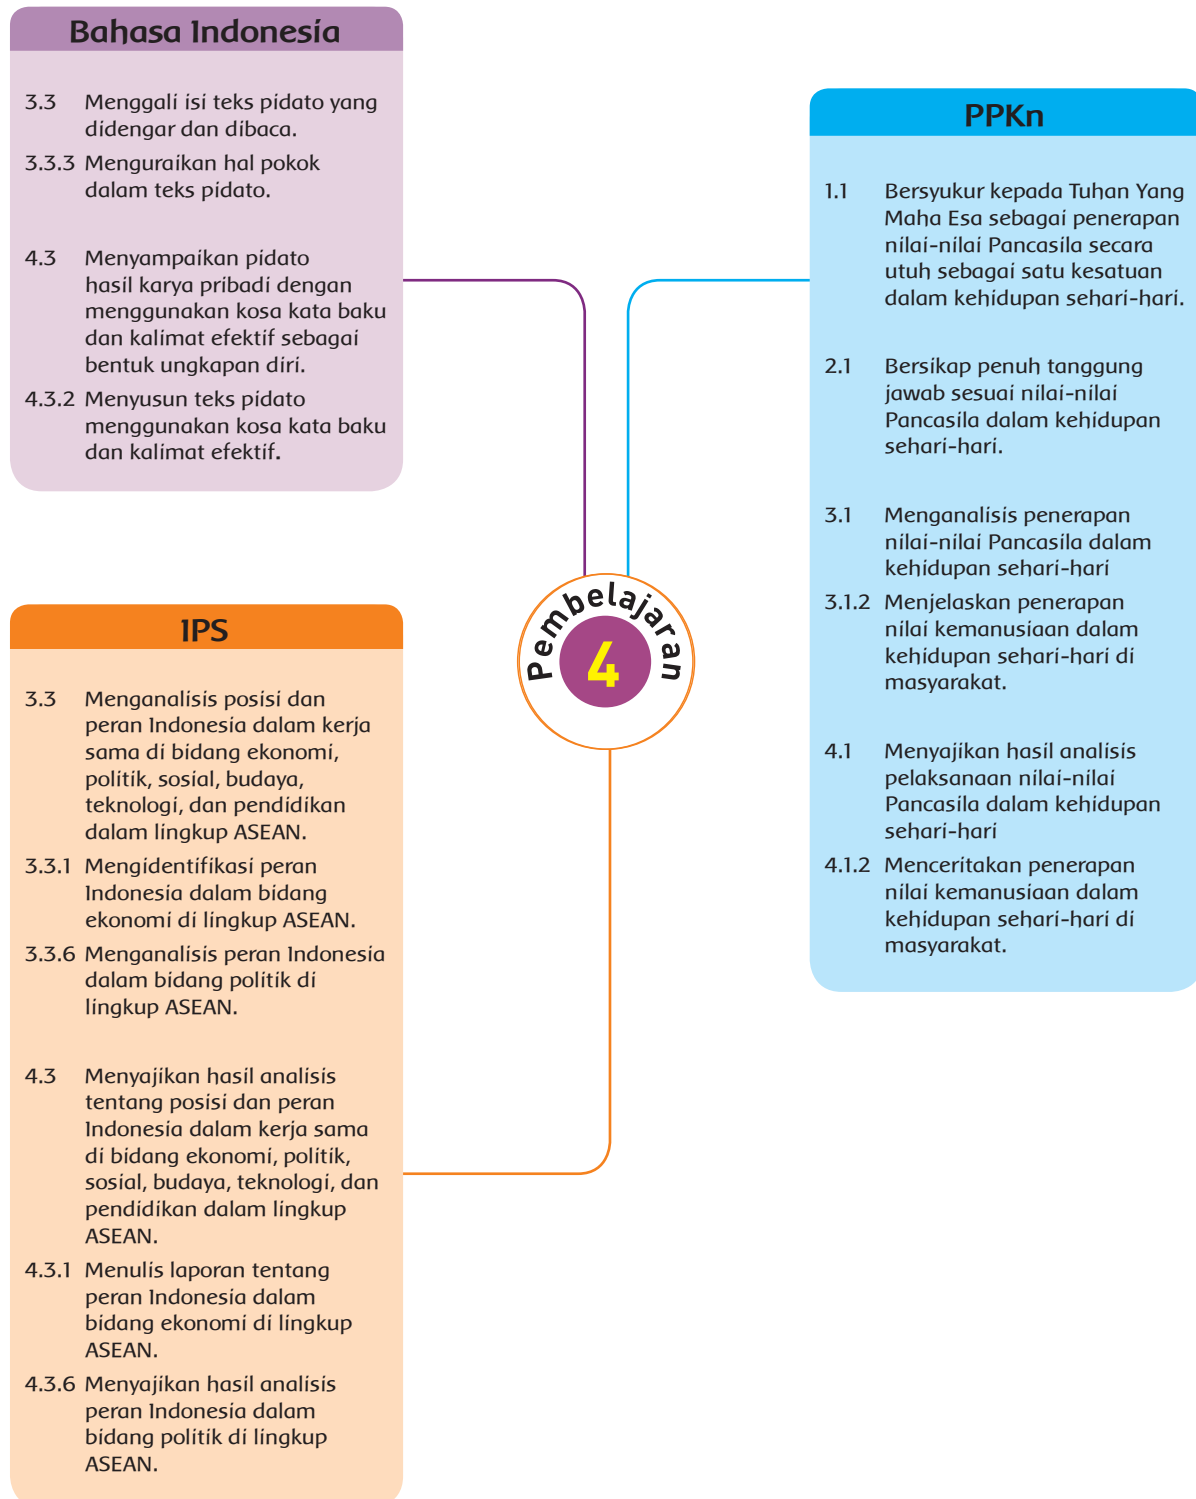 Bahasa Indonesia
3.3 Menggali isi teks pidato yang
didengar dan dibaca.
3.3.3 Menguraikan hal pokok
dalam teks pidato.
4.3 Menyampaikan pidato
hasil karya pribadi dengan
menggunakan kosa kata baku
dan kalimat efektif sebagai
bentuk ungkapan diri.
4.3.2 Menyusun teks pidato
menggunakan kosa kata baku
dan kalimat efektif.
PPKn
1.1 Bersyukur kepada Tuhan Yang
Maha Esa sebagai penerapan
nilai-nilai Pancasila secara
utuh sebagai satu kesatuan
dalam kehidupan sehari-hari.
2.1 Bersikap penuh tanggung
jawab sesuai nilai-nilai
Pancasila dalam kehidupan
sehari-hari.
3.1 Menganalisis penerapan
nilai-nilai Pancasila dalam
kehidupan sehari-hari
3.1.2 Menjelaskan penerapan
nilai kemanusiaan dalam
kehidupan sehari-hari di
masyarakat.
4.1 Menyajikan hasil analisis
pelaksanaan nilai-nilai
Pancasila dalam kehidupan
sehari-hari
4.1.2 Menceritakan penerapan
nilai kemanusiaan dalam
kehidupan sehari-hari di
masyarakat.
Pembelajaran
4
IPS
3.3 Menganalisis posisi dan
peran Indonesia dalam kerja
sama di bidang ekonomi,
politik, sosial, budaya,
teknologi, dan pendidikan
dalam lingkup ASEAN.
3.3.1 Mengidentifikasi peran
Indonesia dalam bidang
ekonomi di lingkup ASEAN.
3.3.6 Menganalisis peran Indonesia
dalam bidang politik di
lingkup ASEAN.
4.3 Menyajikan hasil analisis
tentang posisi dan peran
Indonesia dalam kerja sama
di bidang ekonomi, politik,
sosial, budaya, teknologi, dan
pendidikan dalam lingkup
ASEAN.
4.3.1 Menulis laporan tentang
peran Indonesia dalam
bidang ekonomi di lingkup
ASEAN.
4.3.6 Menyajikan hasil analisis
peran Indonesia dalam
bidang politik di lingkup
ASEAN.